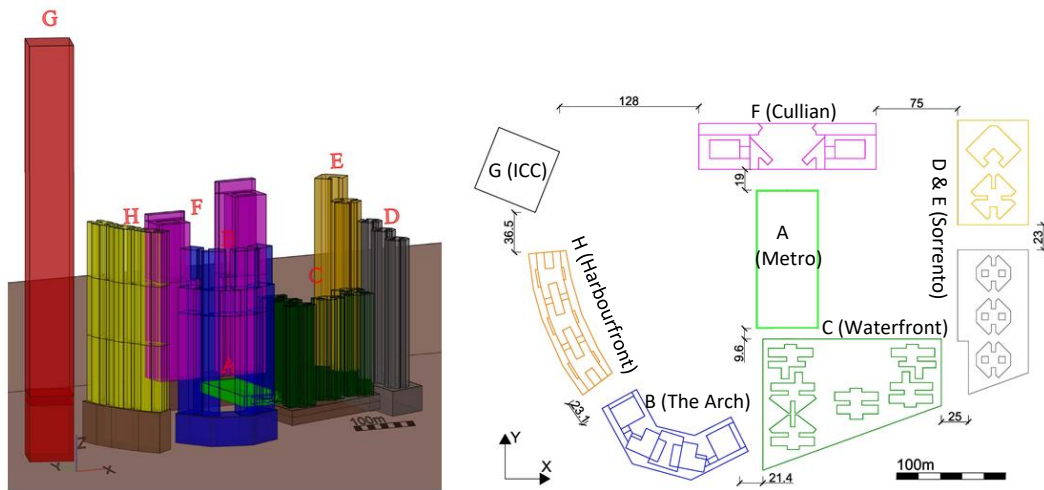 G
E
H
F
D
C
A
100m
Z
Y
X
128
75
F (Cullian)
G (ICC)
19
D & E (Sorrento)
36.5
23
A
(Metro)
H (Harbourfront)
C (Waterfront)
9.6
B (The Arch)
23.1
25
Y
X
21.4
100m